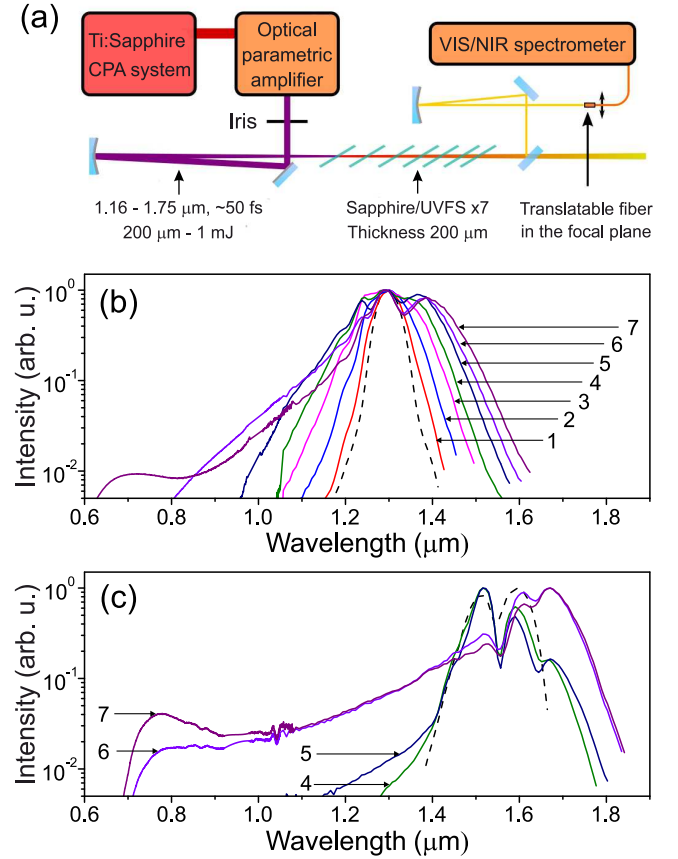 (a)
Ti:Sapphire
CPA system
Optical
parametric
amplifier
VIS/NIR spectrometer
Iris
1.16 - 1.75 μm, ~50 fs
200 μm - 1 mJ
Sapphire/UVFS x7
Thickness 200 μm
Translatable fiber
in the focal plane
(b)
Intensity (arb. u.)
10⁰
10⁻¹
10⁻²
7
6
5
4
3
2
1
0.6 0.8 1.0 1.2 1.4 1.6 1.8
Wavelength (μm)
(c)
Intensity (arb. u.)
10⁰
10⁻¹
10⁻²
7
6
5
4
0.6 0.8 1.0 1.2 1.4 1.6 1.8
Wavelength (μm)